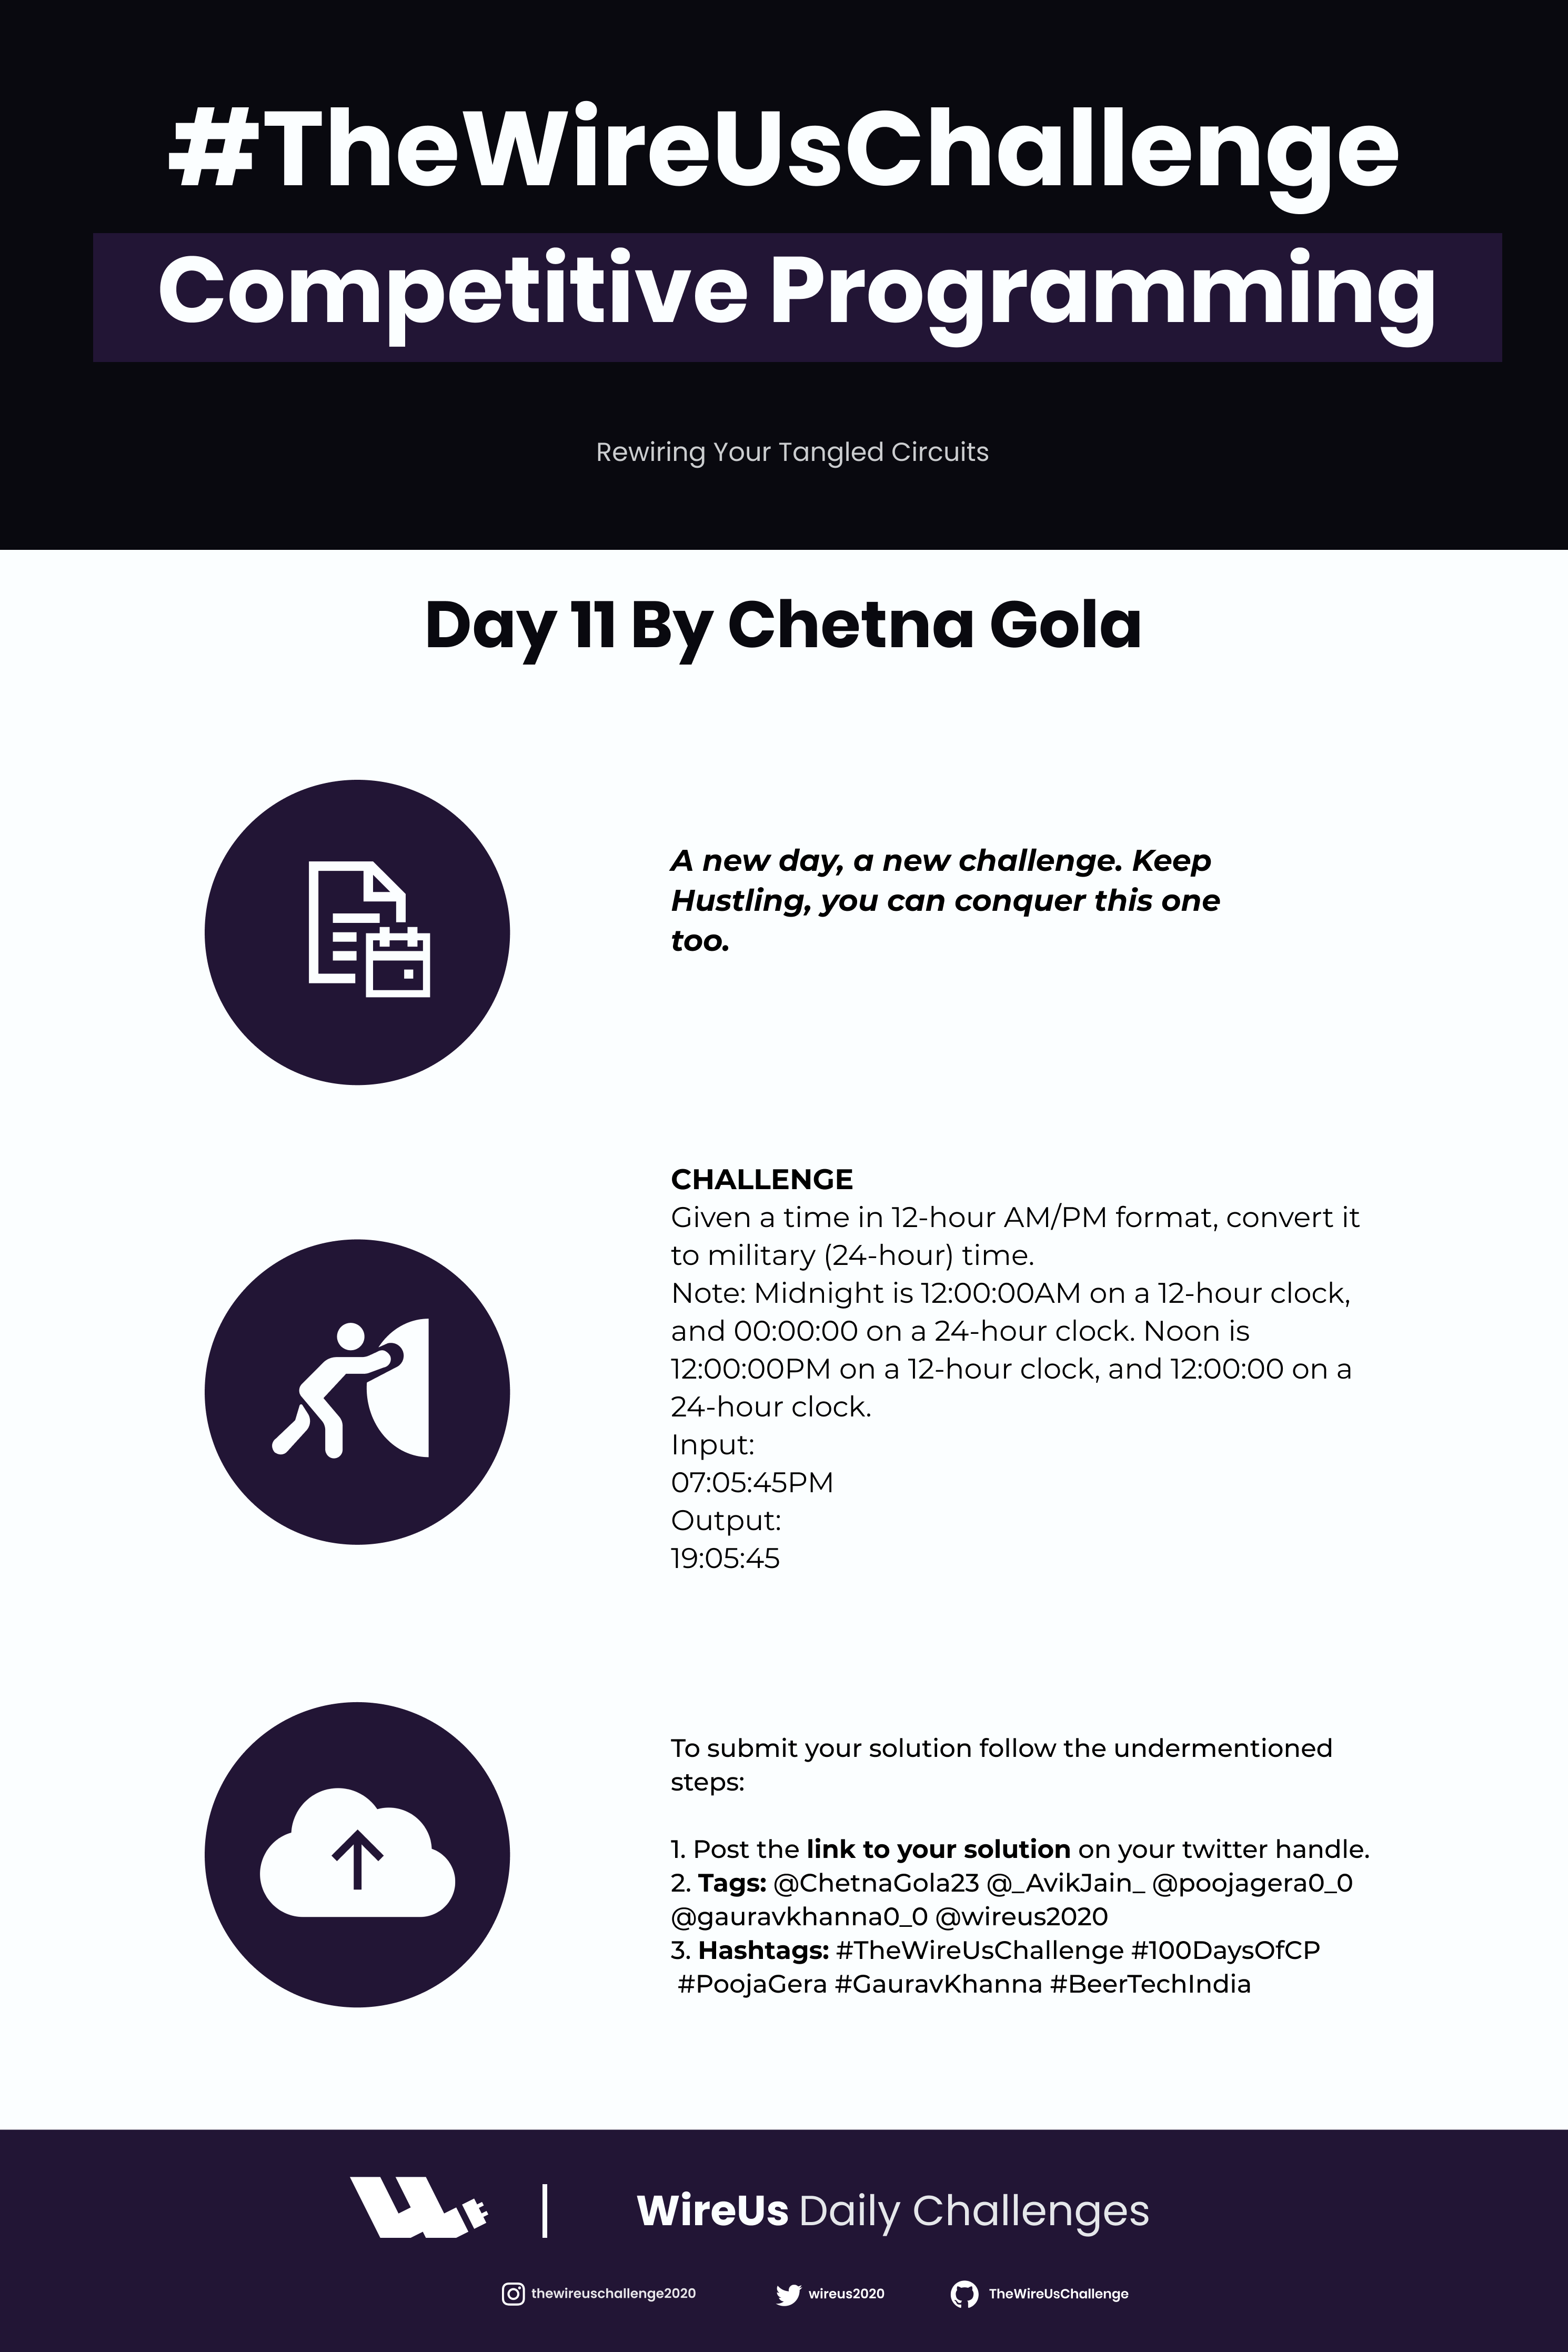 #TheWireUsChallenge
Competitive Programming
Rewiring Your Tangled Circuits
Day 11 By Chetna Gola
A new day, a new challenge. Keep
Hustling, you can conquer this one
too.
CHALLENGE
Given a time in 12-hour AM/PM format, convert it
to military (24-hour) time.
Note: Midnight is 12:00:00AM on a 12-hour clock,
and 00:00:00 on a 24-hour clock. Noon is
12:00:00PM on a 12-hour clock, and 12:00:00 on a
24-hour clock.
Input:
07:05:45PM
Output:
19:05:45
To submit your solution follow the undermentioned
steps:
1. Post the link to your solution on your twitter handle.
2. Tags: @ChetnaGola23 @_AvikJain_ @poojagera0_0
@gauravkhanna0_0 @wireus2020
3. Hashtags: #TheWireUsChallenge #100DaysOfCP
#PoojaGera #GauravKhanna #BeerTechIndia
WireUs Daily Challenges
thewireuschallenge2020 wireus2020 TheWireUsChallenge